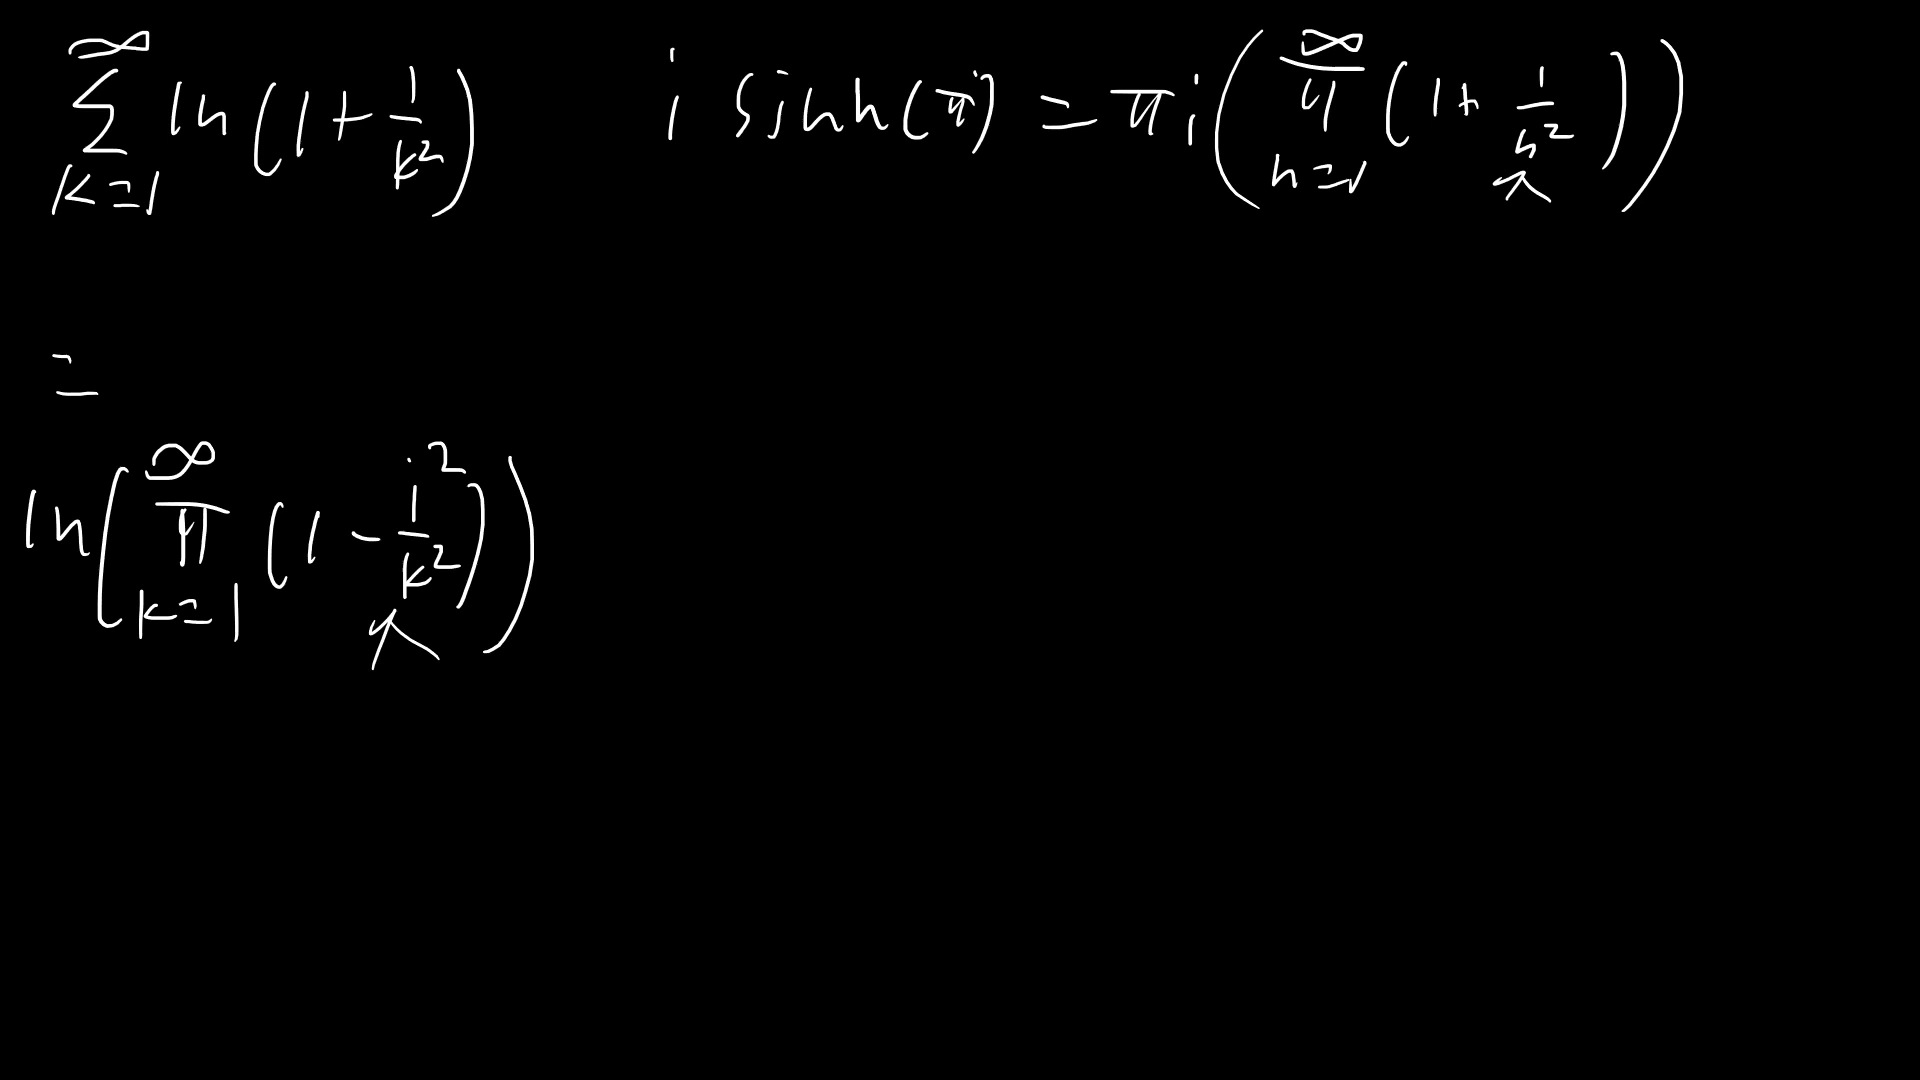 ∞∑k=1 ln(1+1/k²)    i sinh(π) = πi(∞∏n=1(1+1/n²))
=
ln(∞∏k=1(1-i²/k²))